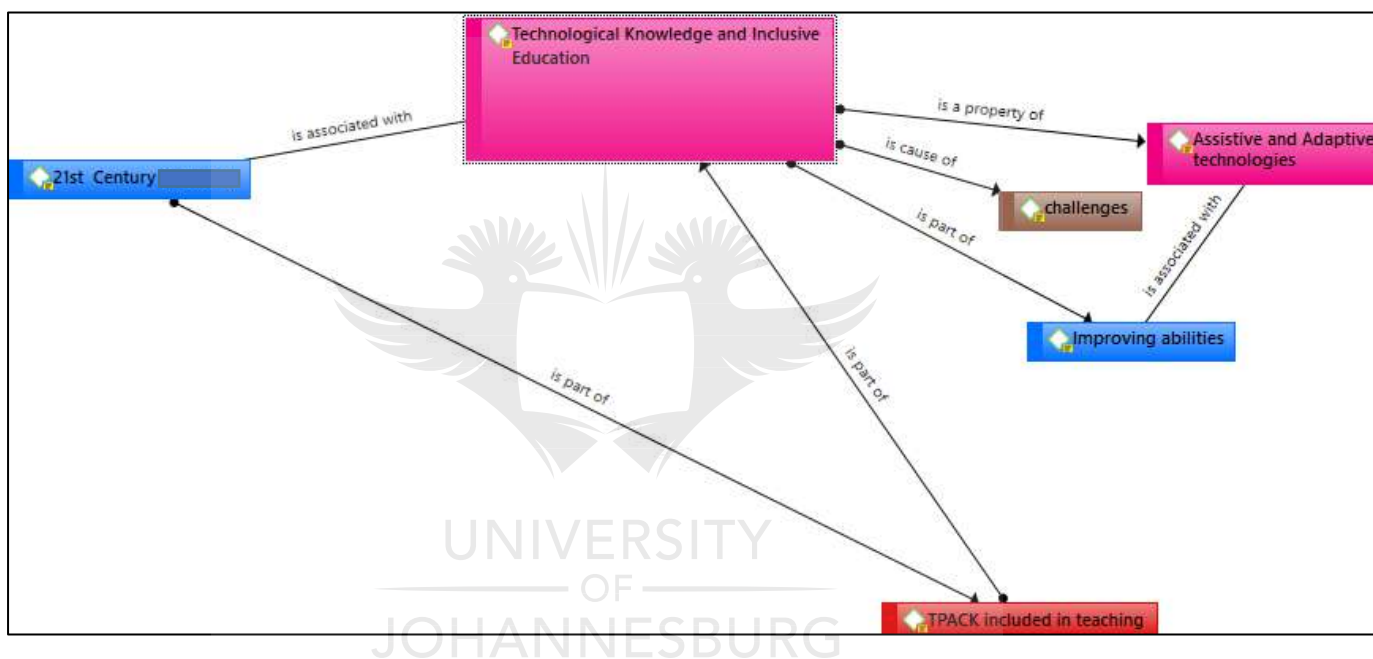 Technological Knowledge and Inclusive
Education
is associated with
is a property of
is cause of
Assistive and Adaptive
technologies
21st Century
challenges
is part of
is associated with
Improving abilities
is part of
is part of
UNIVERSITY
OF
JOHANNESBURG
TPACK included in teaching